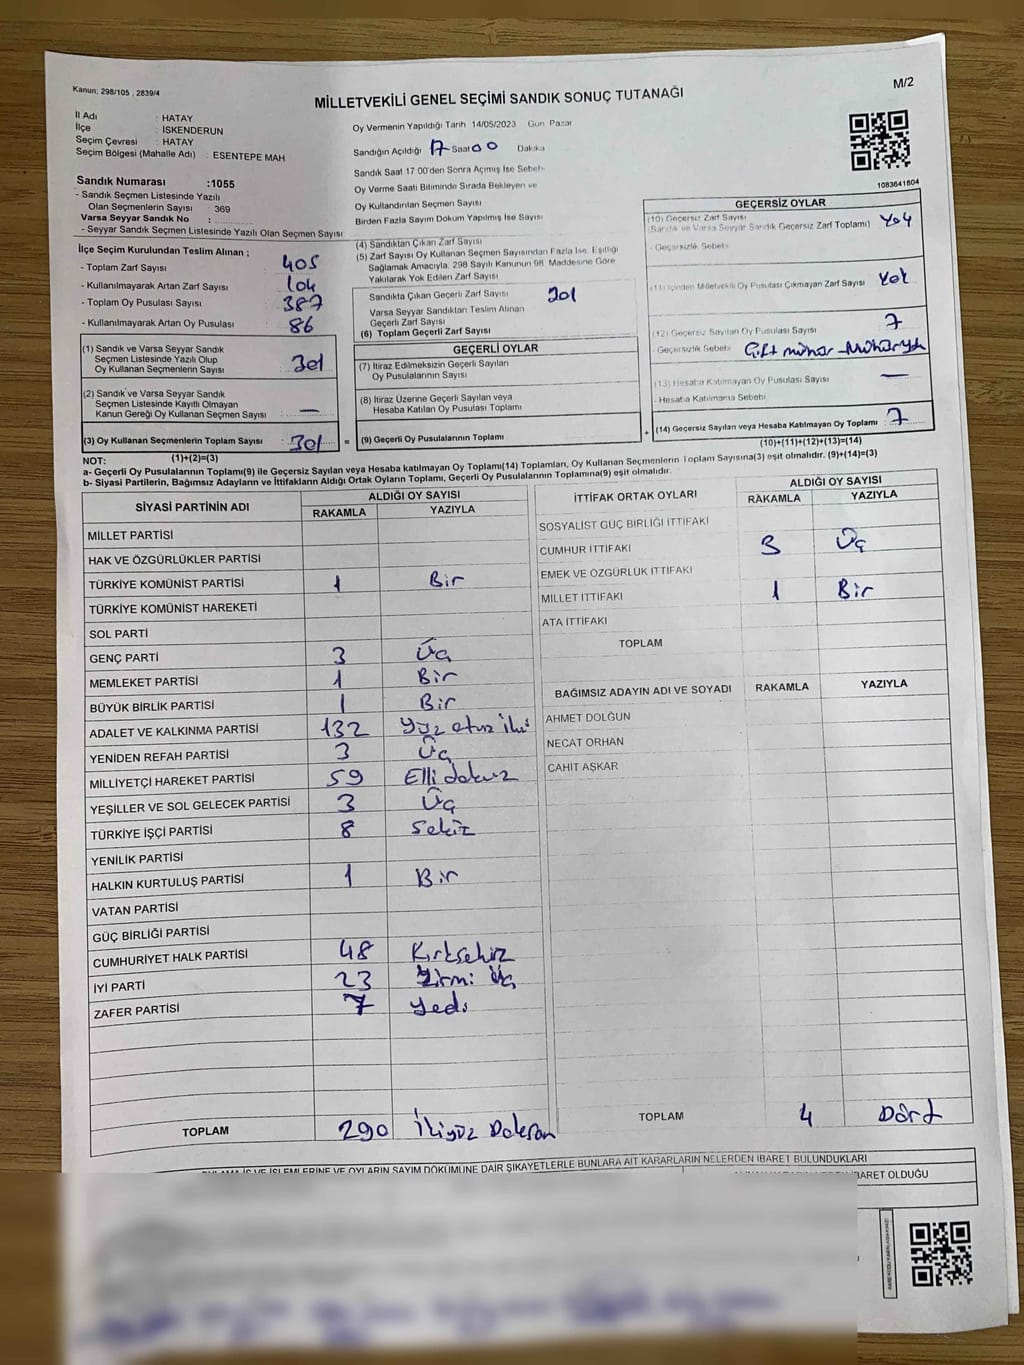 Kanun: 298/105 , 2839/4
M/2
MİLLETVEKİLİ GENEL SEÇİMİ SANDIK SONUÇ TUTANAĞI
İl Adı : HATAY
İlçe : İSKENDERUN
Seçim Çevresi : HATAY
Seçim Bölgesi (Mahalle Adı) : ESENTEPE MAH
Sandık Numarası :1055
- Sandık Seçmen Listesinde Yazılı
Olan Seçmenlerin Sayısı : 369
Varsa Seyyar Sandık No :
- Seyyar Sandık Seçmen Listesinde Yazılı Olan Seçmen Sayısı:
Oy Vermenin Yapıldığı Tarih 14/05/2023 Gün Pazar
Sandığın Açıldığı 17 Saat 00 Dakika
Sandık Saat 17 00'den Sonra Açmış İse Sebebi
Oy Verme Saati Bitiminde Sırada Bekleyen ve
Oy Kullandırılan Seçmen Sayısı
Birden Fazla Sayım Döküm Yapılmış İse Sayısı
1083641804
İlçe Seçim Kurulundan Teslim Alınan ;
- Toplam Zarf Sayısı : 405
- Kullanılmayarak Artan Zarf Sayısı : 104
- Toplam Oy Pusulası Sayısı : 387
- Kullanılmayarak Artan Oy Pusulası : 86
(1) Sandık ve Varsa Seyyar Sandık
Seçmen Listesinde Yazılı Olup
Oy Kullanan Seçmenlerin Sayısı : 301
(2) Sandık ve Varsa Seyyar Sandık
Seçmen Listesinde Kayıtlı Olmayan
Kanun Gereği Oy Kullanan Seçmen Sayısı : —
(3) Oy Kullanan Seçmenlerin Toplam Sayısı : 301 =
(1)+(2)=(3)
(4) Sandıktan Çıkan Zarf Sayısı
(5) Zarf Sayısı Oy Kullanan Seçmen Sayısından Fazla İse, Eşitliği
Sağlamak Amacıyla, 298 Sayılı Kanunun 98. Maddesine Göre
Yakılarak Yok Edilen Zarf Sayısı
Sandıkta Çıkan Geçerli Zarf Sayısı 301
Varsa Seyyar Sandıktan Teslim Alınan
Geçerli Zarf Sayısı
(6) Toplam Geçerli Zarf Sayısı
GEÇERLİ OYLAR
(7) İtiraz Edilmeksizin Geçerli Sayılan
Oy Pusulalarının Sayısı
(8) İtiraz Üzerine Geçerli Sayılan veya
Hesaba Katılan Oy Pusulası Toplamı
(9) Geçerli Oy Pusulalarının Toplamı +
GEÇERSİZ OYLAR
(10) Geçersiz Zarf Sayısı
(Sandık ve Varsa Seyyar Sandık Geçersiz Zarf Toplamı) Yok
- Geçersizlik Sebebi
(11) İçinden Milletvekili Oy Pusulası Çıkmayan Zarf Sayısı Yok
(12) Geçersiz Sayılan Oy Pusulası Sayısı 7
- Geçersizlik Sebebi Çift mühür - Mühür yok
(13) Hesaba Katılmayan Oy Pusulası Sayısı —
- Hesaba Katılmama Sebebi
(14) Geçersiz Sayılan veya Hesaba Katılmayan Oy Toplamı : 7
(10)+(11)+(12)+(13)=(14)
NOT:
a- Geçerli Oy Pusulalarının Toplamı(9) ile Geçersiz Sayılan veya Hesaba katılmayan Oy Toplamı(14) Toplamları, Oy Kullanan Seçmenlerin Toplam Sayısına(3) eşit olmalıdır. (9)+(14)=(3)
b- Siyasi Partilerin, Bağımsız Adayların ve İttifakların Aldığı Ortak Oyların Toplamı, Geçerli Oy Pusulalarının Toplamına(9) eşit olmalıdır.
SİYASİ PARTİNİN ADI ALDIĞI OY SAYISI
RAKAMLA YAZIYLA
MİLLET PARTİSİ
HAK VE ÖZGÜRLÜKLER PARTİSİ
TÜRKİYE KOMÜNİST PARTİSİ 1 Bir
TÜRKİYE KOMÜNİST HAREKETİ
SOL PARTİ
GENÇ PARTİ 3 Üç
MEMLEKET PARTİSİ 1 Bir
BÜYÜK BİRLİK PARTİSİ 1 Bir
ADALET VE KALKINMA PARTİSİ 132 Yüz otuz iki
YENİDEN REFAH PARTİSİ 3 Üç
MİLLİYETÇİ HAREKET PARTİSİ 59 Elli dokuz
YEŞİLLER VE SOL GELECEK PARTİSİ 3 Üç
TÜRKİYE İŞÇİ PARTİSİ 8 Sekiz
YENİLİK PARTİSİ
HALKIN KURTULUŞ PARTİSİ 1 Bir
VATAN PARTİSİ
GÜÇ BİRLİĞİ PARTİSİ
CUMHURİYET HALK PARTİSİ 48 Kırksekiz
İYİ PARTİ 23 Yirmi Üç
ZAFER PARTİSİ 7 Yedi
TOPLAM 290 İkiyüz Doksan
İTTİFAK ORTAK OYLARI ALDIĞI OY SAYISI
RAKAMLA YAZIYLA
SOSYALİST GÜÇ BİRLİĞİ İTTİFAKI
CUMHUR İTTİFAKI 3 Üç
EMEK VE ÖZGÜRLÜK İTTİFAKI
MİLLET İTTİFAKI 1 Bir
ATA İTTİFAKI
TOPLAM
BAĞIMSIZ ADAYIN ADI VE SOYADI RAKAMLA YAZIYLA
AHMET DOLĞUN
NECAT ORHAN
CAHİT AŞKAR
TOPLAM 4 Dört
İŞLEMLERİNE VE OYLARIN SAYIM DÖKÜMÜNE DAİR ŞİKAYETLERLE BUNLARA AİT KARARLARIN NELERDEN İBARET BULUNDUKLARI
İBARET OLDUĞU